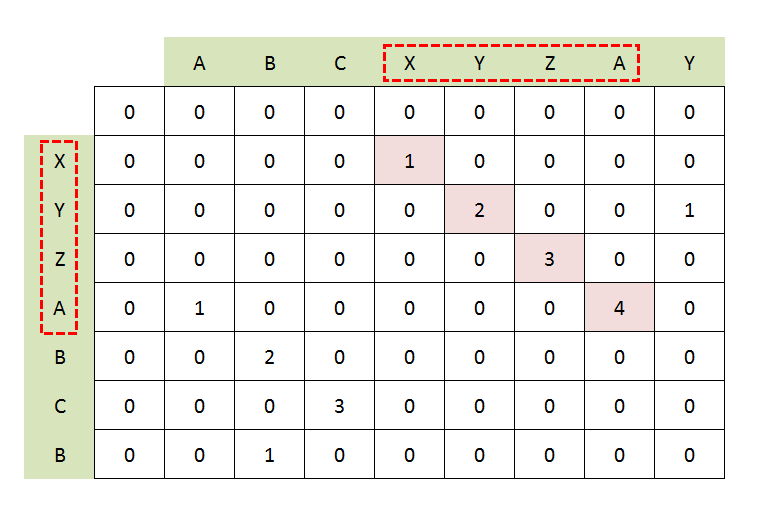 A B C X Y Z A Y
0 0 0 0 0 0 0 0 0
X 0 0 0 0 1 0 0 0 0
Y 0 0 0 0 0 2 0 0 1
Z 0 0 0 0 0 0 3 0 0
A 0 1 0 0 0 0 0 4 0
B 0 0 2 0 0 0 0 0 0
C 0 0 0 3 0 0 0 0 0
B 0 0 1 0 0 0 0 0 0